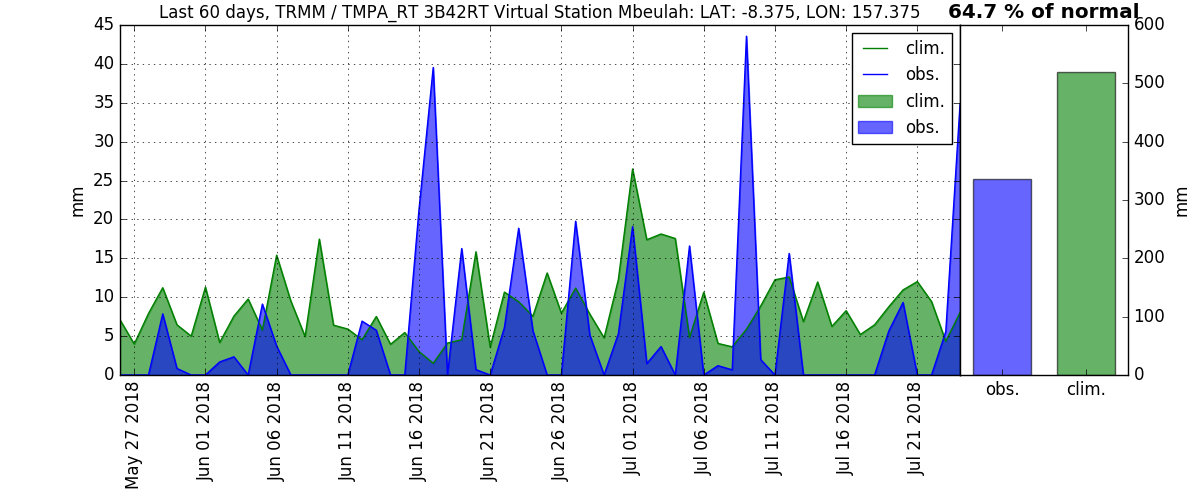 Last 60 days, TRMM / TMPA_RT 3B42RT Virtual Station Mbeulah: LAT: -8.375, LON: 157.375
64.7 % of normal
45
40
35
30
25
20
15
10
5
0
mm
clim.
obs.
clim.
obs.
May 27 2018
Jun 01 2018
Jun 06 2018
Jun 11 2018
Jun 16 2018
Jun 21 2018
Jun 26 2018
Jul 01 2018
Jul 06 2018
Jul 11 2018
Jul 16 2018
Jul 21 2018
600
500
400
300
200
100
0
mm
obs.
clim.